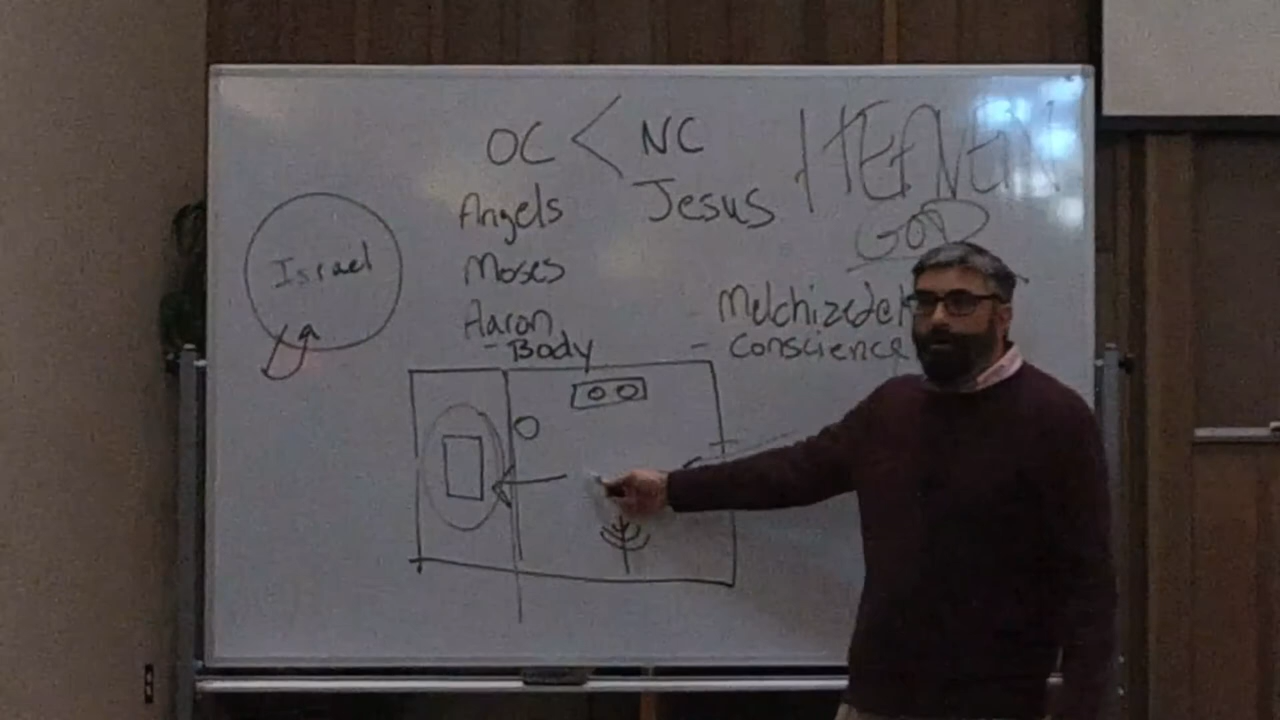 OC < NC
HEAVEN
Angels
Jesus
GOD
Israel
Moses
Aaron
Melchizedek
- Body
- Conscience